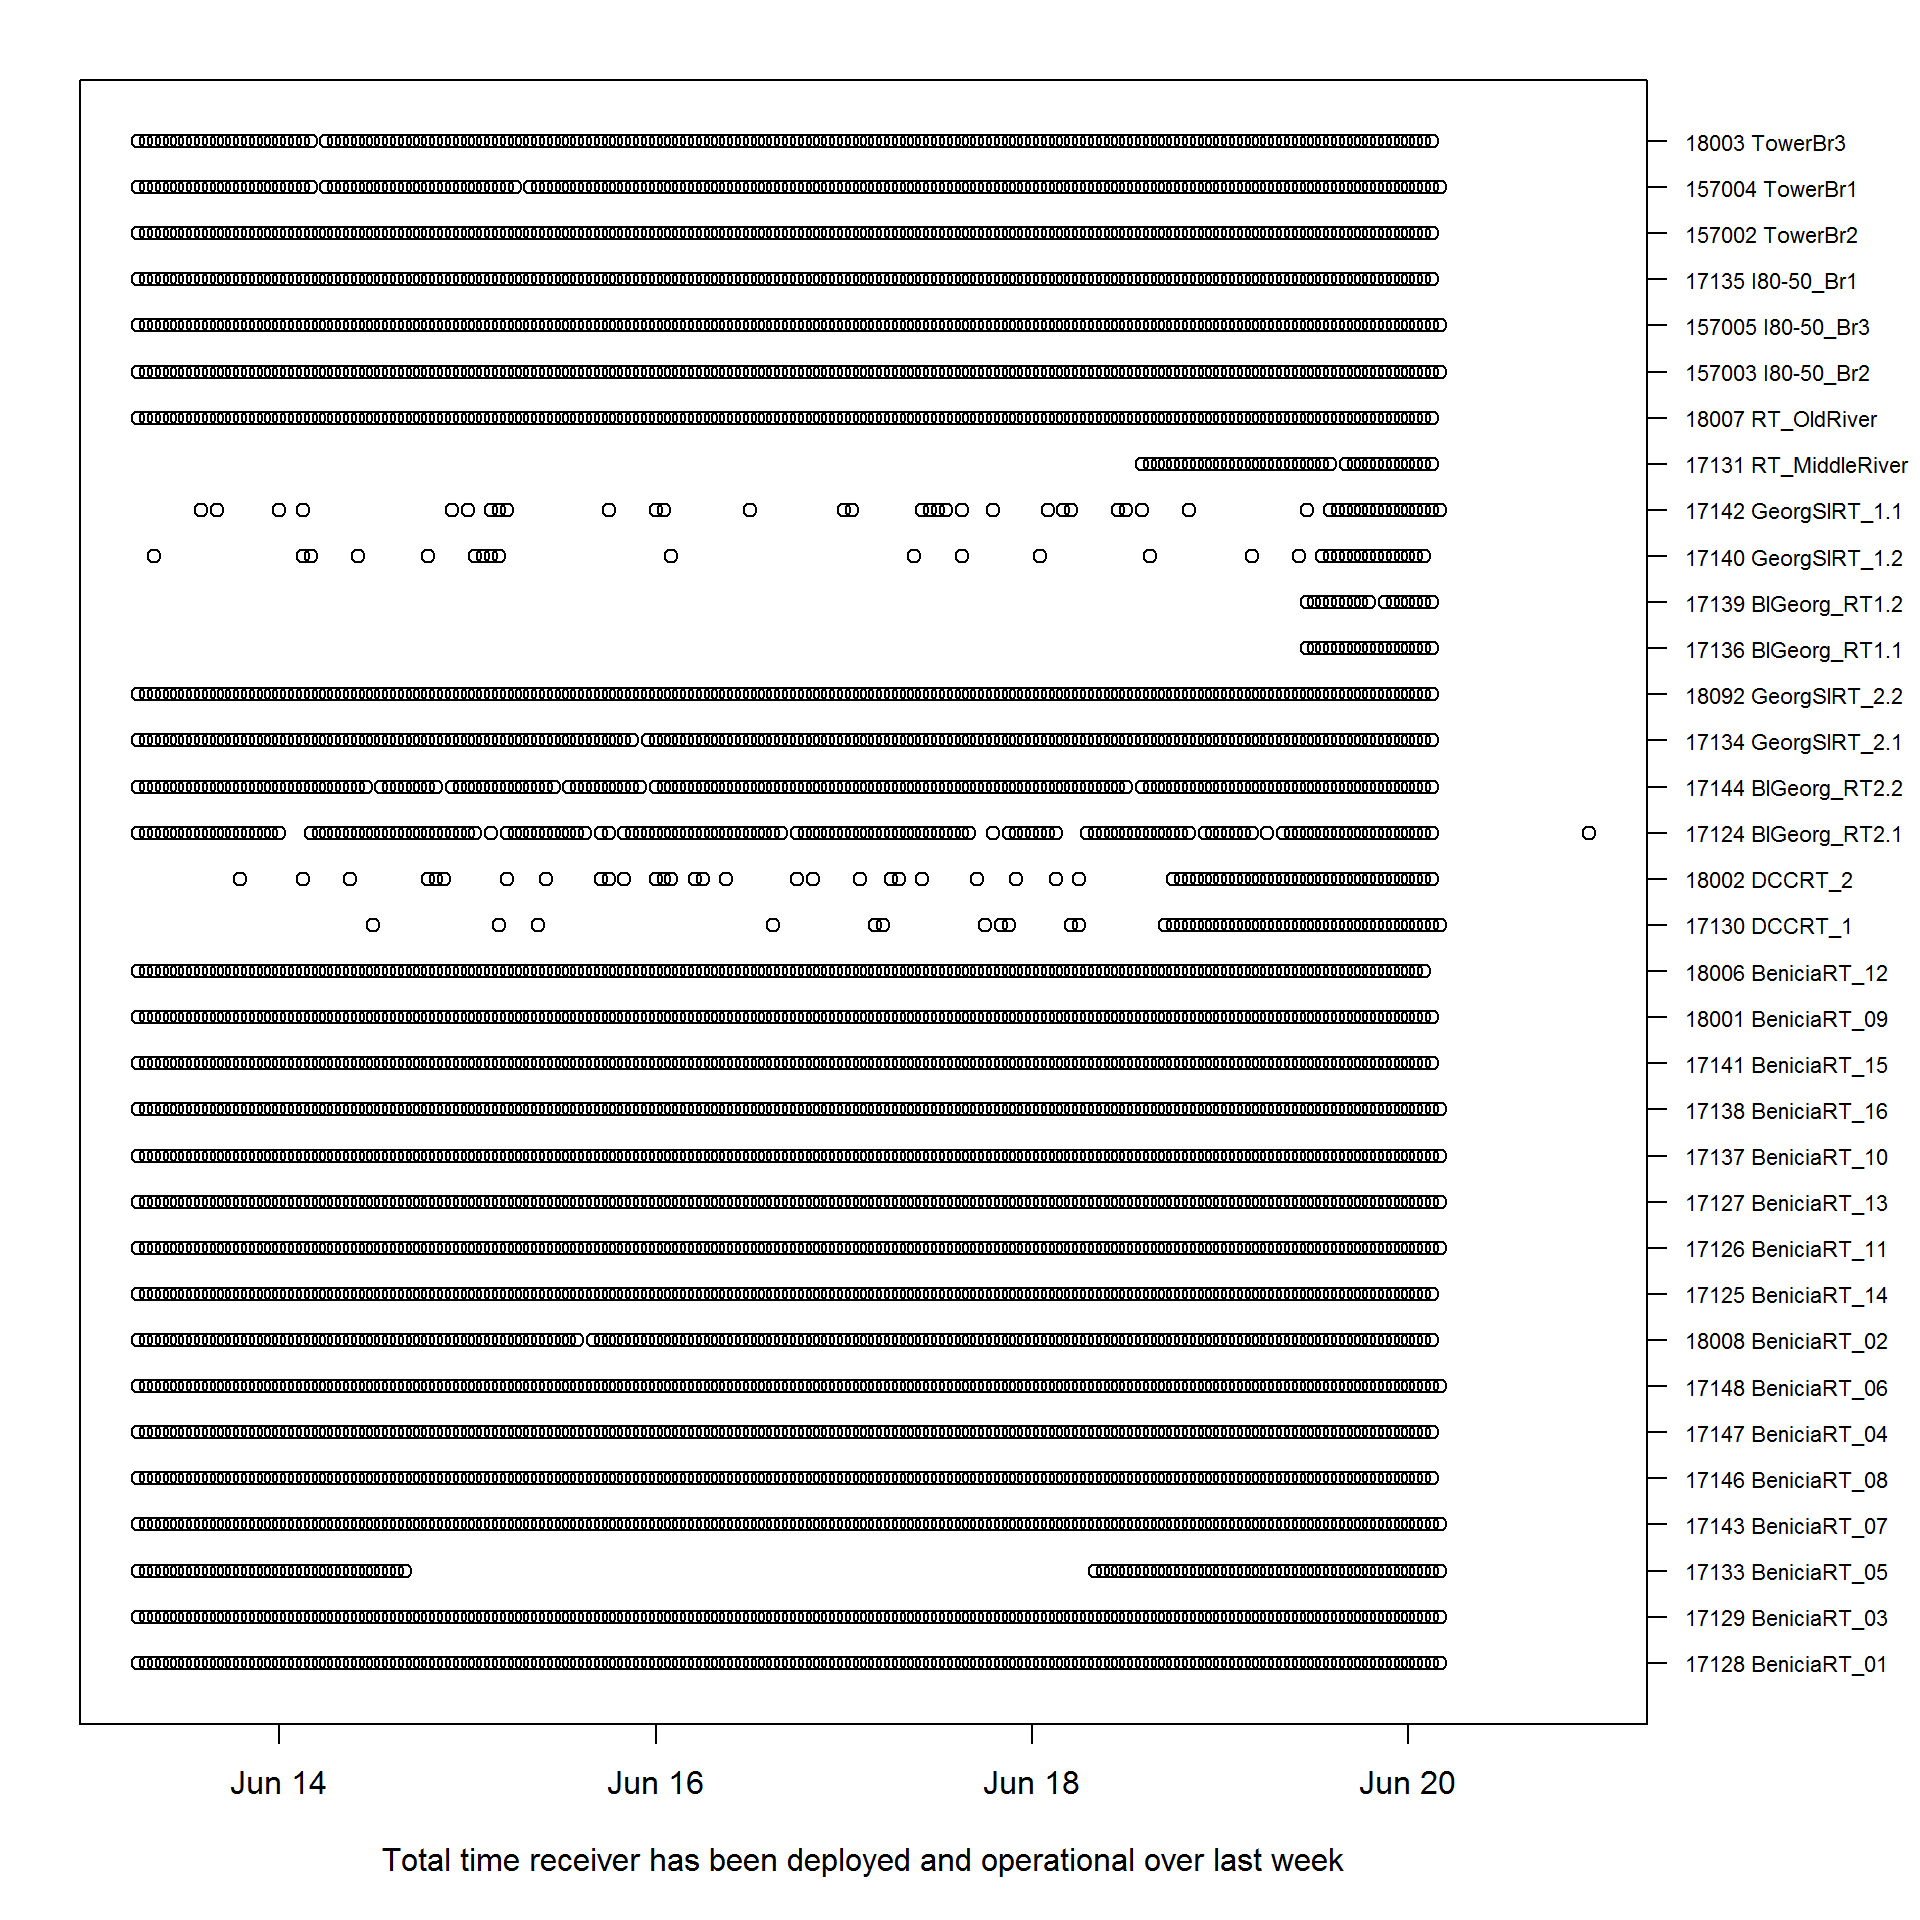 18003 TowerBr3
157004 TowerBr1
157002 TowerBr2
17135 I80-50_Br1
157005 I80-50_Br3
157003 I80-50_Br2
18007 RT_OldRiver
17131 RT_MiddleRiver
17142 GeorgSlRT_1.1
17140 GeorgSlRT_1.2
17139 BlGeorg_RT1.2
17136 BlGeorg_RT1.1
18092 GeorgSlRT_2.2
17134 GeorgSlRT_2.1
17144 BlGeorg_RT2.2
17124 BlGeorg_RT2.1
18002 DCCRT_2
17130 DCCRT_1
18006 BeniciaRT_12
18001 BeniciaRT_09
17141 BeniciaRT_15
17138 BeniciaRT_16
17137 BeniciaRT_10
17127 BeniciaRT_13
17126 BeniciaRT_11
17125 BeniciaRT_14
18008 BeniciaRT_02
17148 BeniciaRT_06
17147 BeniciaRT_04
17146 BeniciaRT_08
17143 BeniciaRT_07
17133 BeniciaRT_05
17129 BeniciaRT_03
17128 BeniciaRT_01
Jun 14 Jun 16 Jun 18 Jun 20
Total time receiver has been deployed and operational over last week